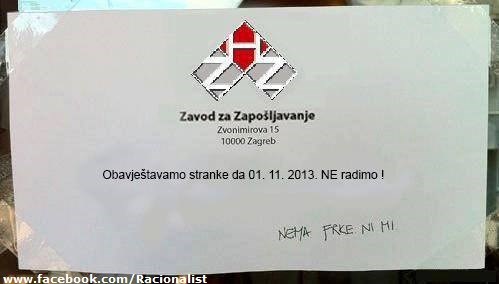 HZZ
Zavod za Zapošljavanje
Zvonimirova 15
10000 Zagreb
Obavještavamo stranke da 01. 11. 2013. NE radimo !
NEMA FRKE. NI MI
www.facebook.com/Racionalist